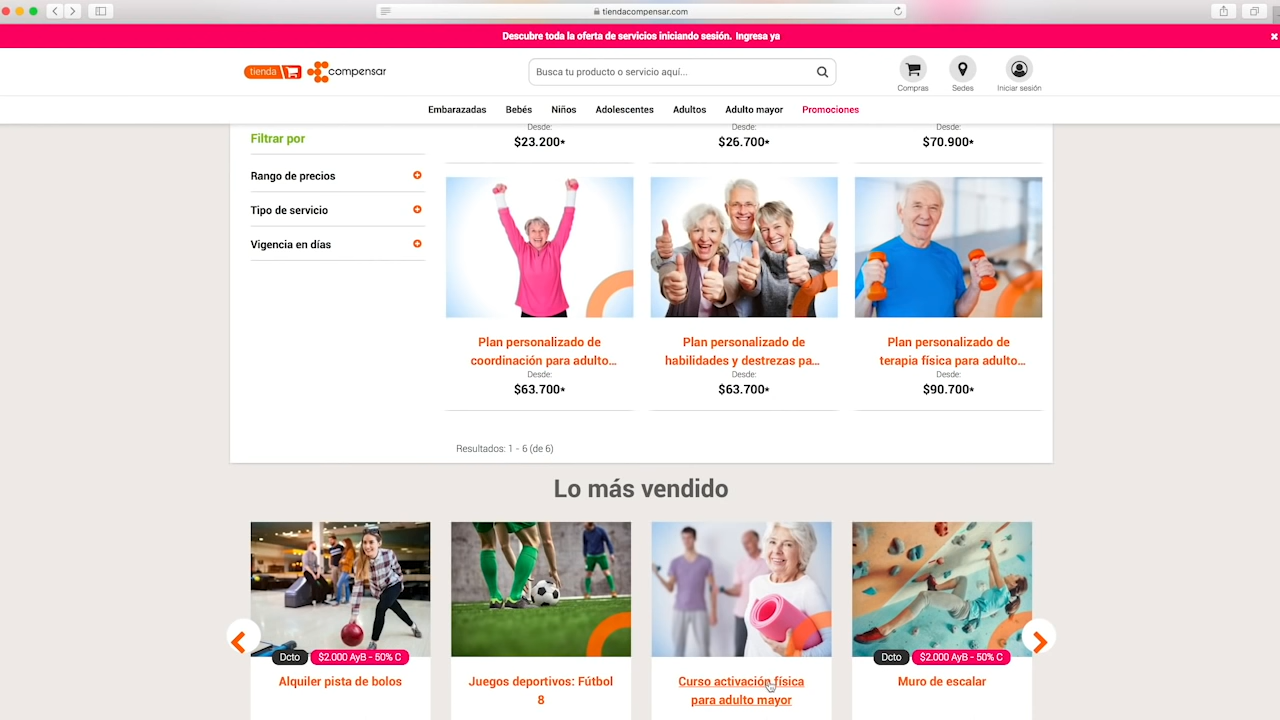 tiendacompensar.com
Descubre toda la oferta de servicios iniciando sesión. Ingresa ya
tienda
compensar
Busca tu producto o servicio aquí...
Compras
Sedes
Iniciar sesión
Embarazadas
Bebés
Niños
Adolescentes
Adultos
Adulto mayor
Promociones
Filtrar por
Rango de precios
Tipo de servicio
Vigencia en días
Desde:
$23.200*
Desde:
$26.700*
Desde:
$70.900*
Plan personalizado de
coordinación para adulto...
Desde:
$63.700*
Plan personalizado de
habilidades y destrezas pa...
Desde:
$63.700*
Plan personalizado de
terapia física para adulto...
Desde:
$90.700*
Resultados: 1 - 6 (de 6)
Lo más vendido
Dcto
$2.000 AyB - 50% C
Alquiler pista de bolos
Juegos deportivos: Fútbol
8
Curso activación física
para adulto mayor
Dcto
$2.000 AyB - 50% C
Muro de escalar